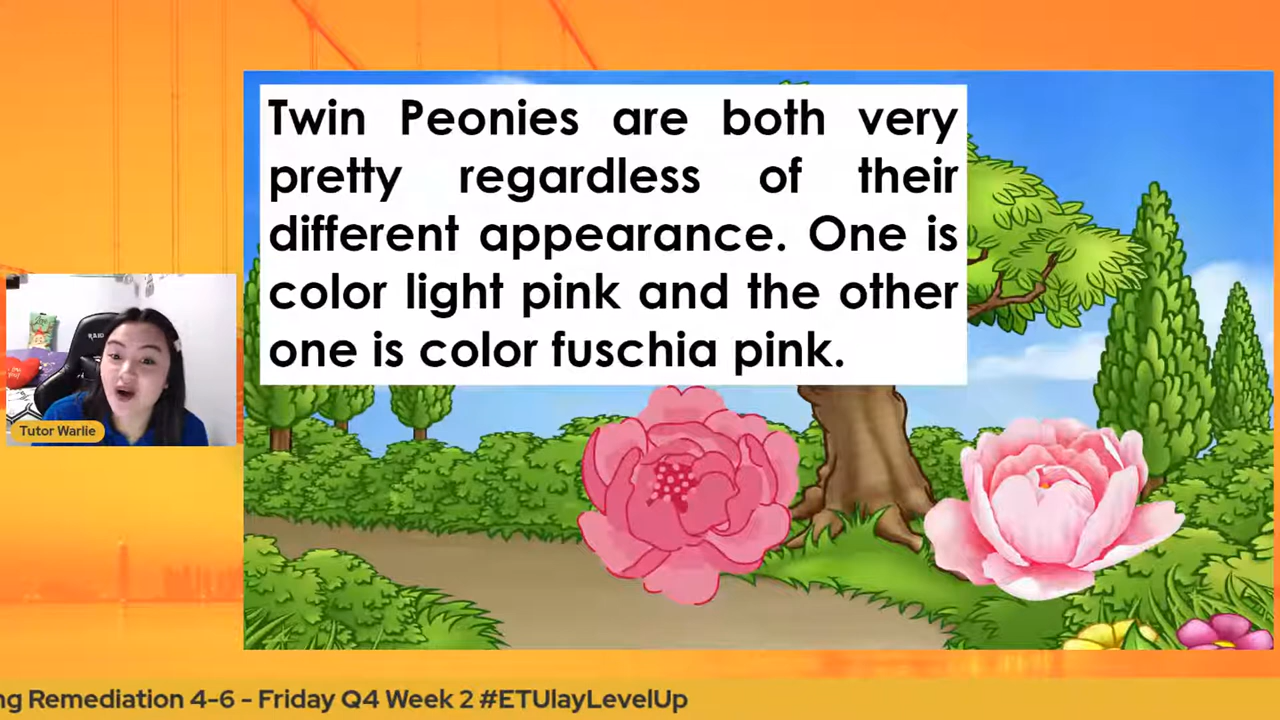 Twin Peonies are both very
pretty regardless of their
different appearance. One is
color light pink and the other
one is color fuschia pink.
Tutor Warlie
ng Remediation 4-6 - Friday Q4 Week 2 #ETUlayLevelUp